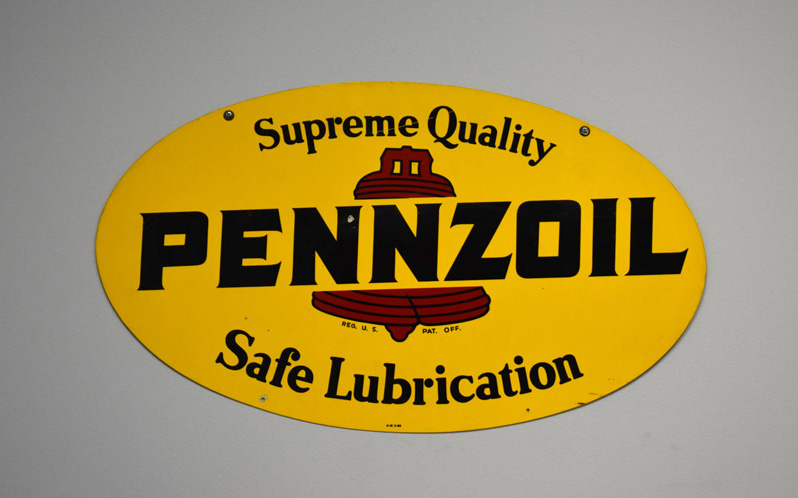 Supreme Quality
PENNZOIL
REG. U. S. PAT. OFF.
Safe Lubrication